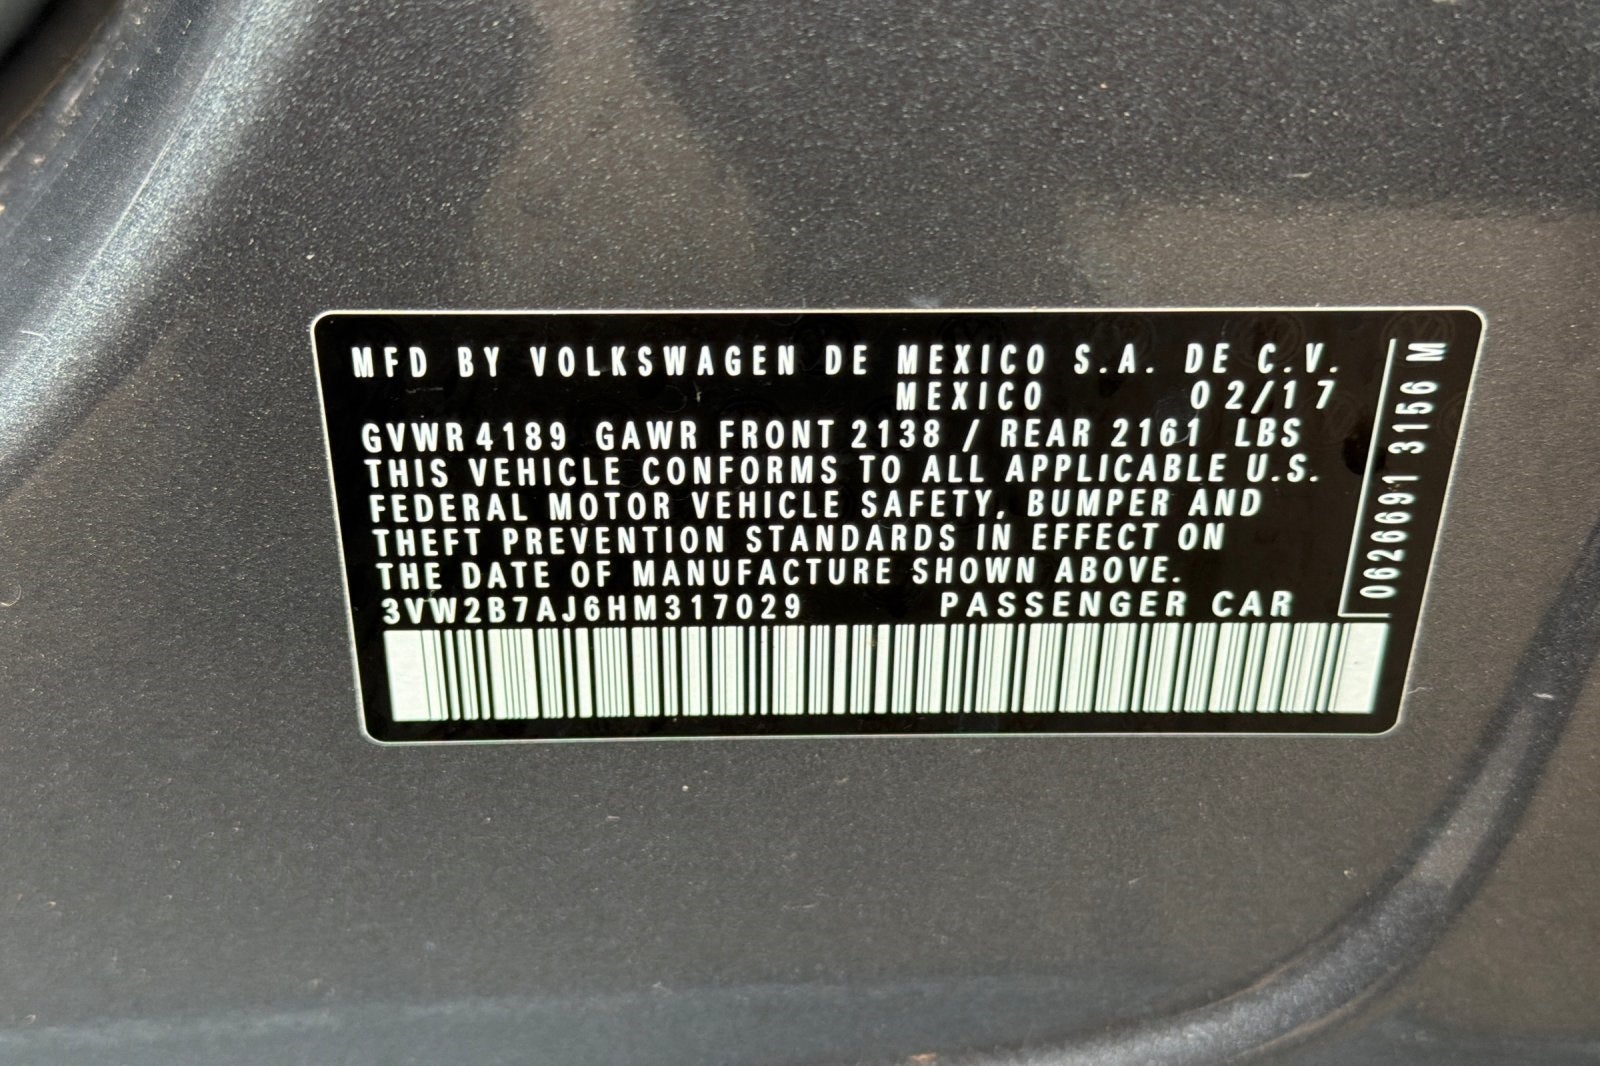 MFD BY VOLKSWAGEN DE MEXICO S.A. DE C.V.
MEXICO 02/17
GVWR 4189 GAWR FRONT 2138 / REAR 2161 LBS
THIS VEHICLE CONFORMS TO ALL APPLICABLE U.S.
FEDERAL MOTOR VEHICLE SAFETY, BUMPER AND
THEFT PREVENTION STANDARDS IN EFFECT ON
THE DATE OF MANUFACTURE SHOWN ABOVE.
3VW2B7AJ6HM317029 PASSENGER CAR
0626691 3156 M